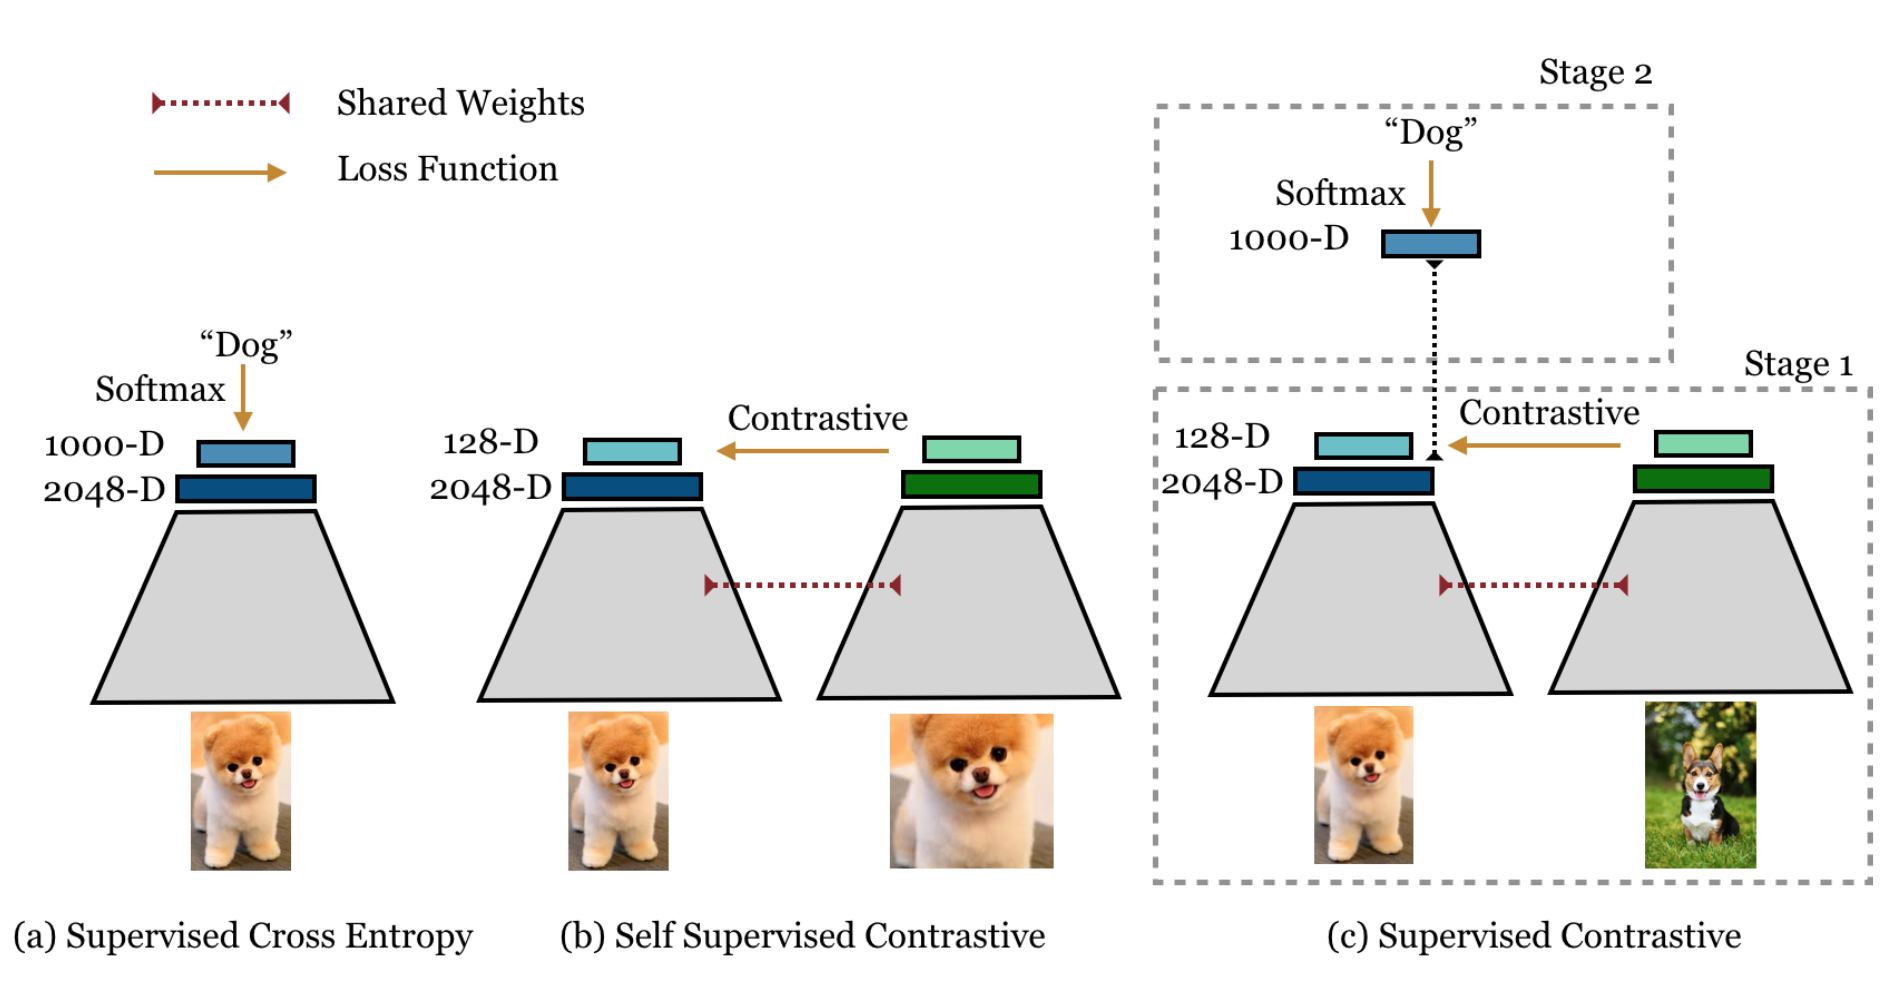 Shared Weights
Loss Function
“Dog”
Softmax
1000-D
2048-D
(a) Supervised Cross Entropy
Contrastive
128-D
2048-D
(b) Self Supervised Contrastive
Stage 2
“Dog”
Softmax
1000-D
Stage 1
Contrastive
128-D
2048-D
(c) Supervised Contrastive